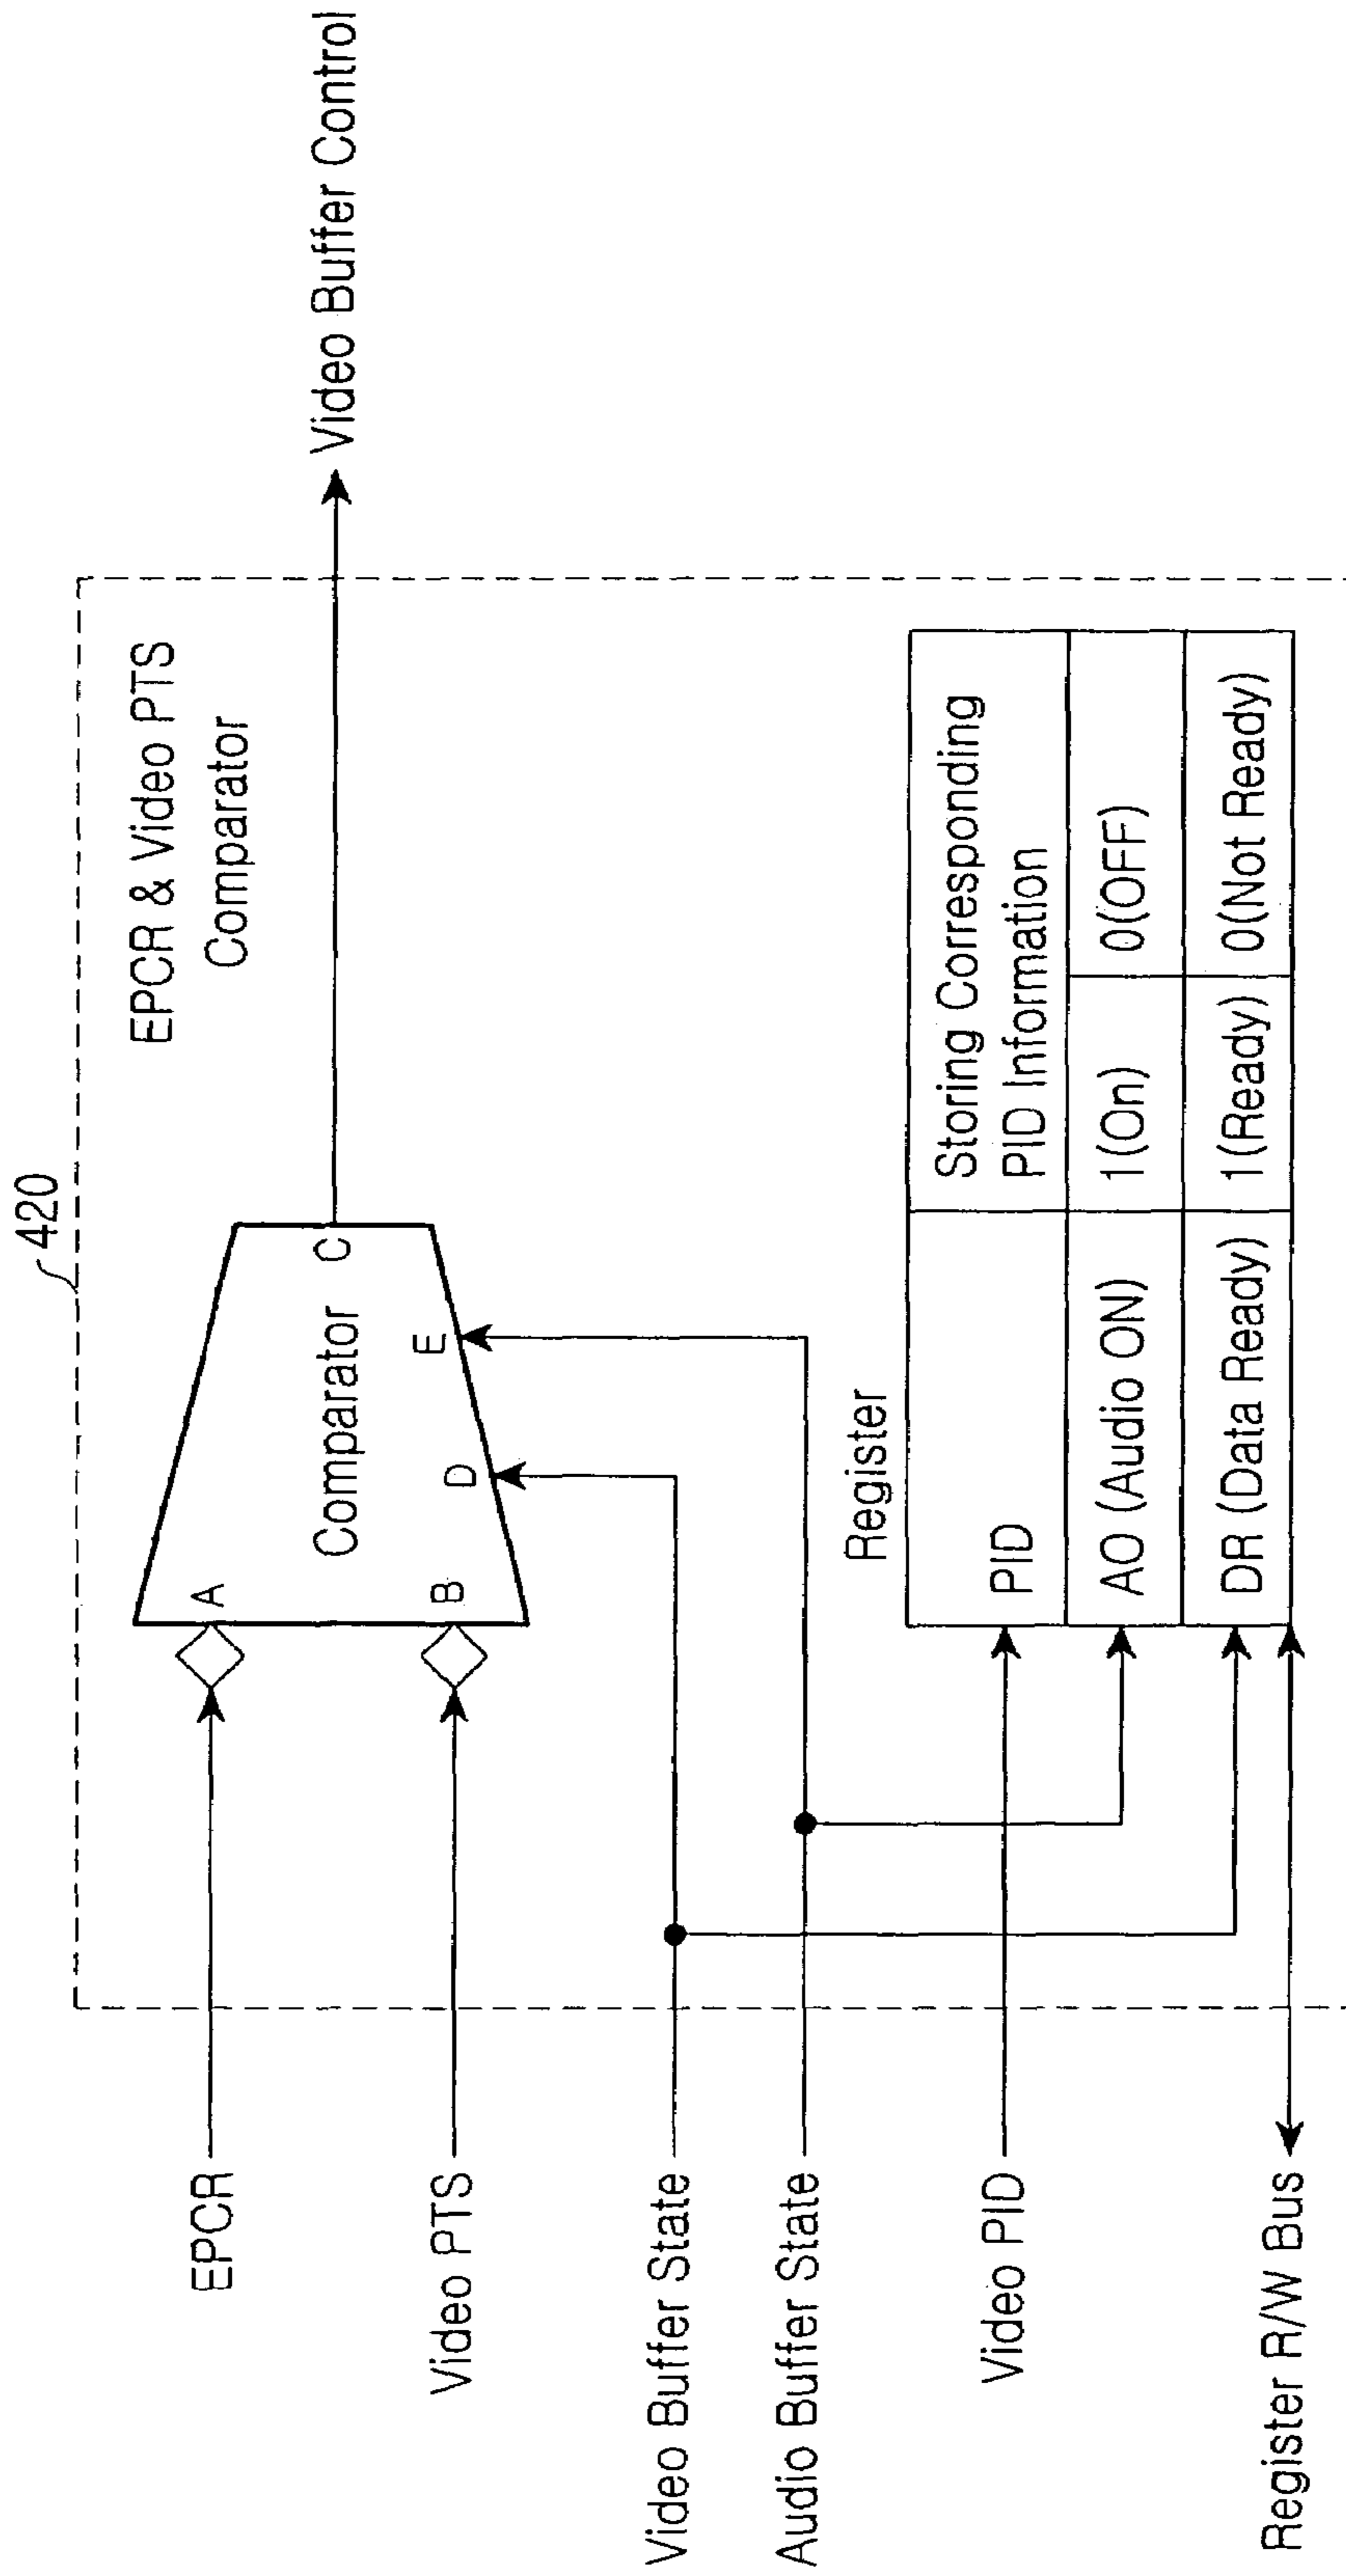 420
EPCR & Video PTS
Comparator
EPCR
A
Video PTS
B
Comparator
C
D
E
Video Buffer Control
Video Buffer State
Audio Buffer State
Register
Video PID
PID
Storing Corresponding
PID Information
AO (Audio ON)
1(On)
0(OFF)
DR (Data Ready)
1(Ready)
0(Not Ready)
Register R/W Bus